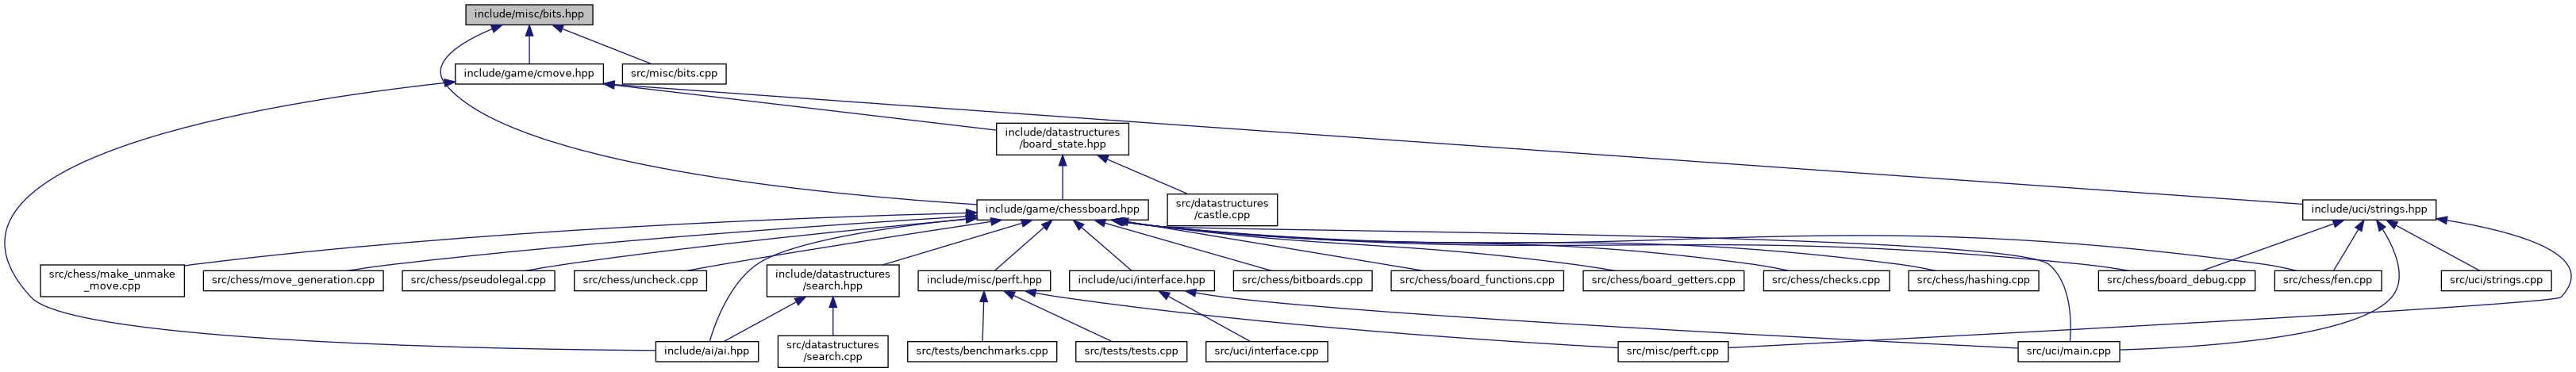 include/misc/bits.hpp
include/game/cmove.hpp
src/misc/bits.cpp
include/datastructures
/board_state.hpp
src/datastructures
/castle.cpp
include/game/chessboard.hpp
include/uci/strings.hpp
src/chess/make_unmake
_move.cpp
src/chess/move_generation.cpp
src/chess/pseudolegal.cpp
src/chess/uncheck.cpp
include/datastructures
/search.hpp
include/misc/perft.hpp
include/uci/interface.hpp
src/chess/bitboards.cpp
src/chess/board_functions.cpp
src/chess/board_getters.cpp
src/chess/checks.cpp
src/chess/hashing.cpp
src/chess/board_debug.cpp
src/chess/fen.cpp
src/uci/strings.cpp
include/ai/ai.hpp
src/datastructures
/search.cpp
src/tests/benchmarks.cpp
src/tests/tests.cpp
src/uci/interface.cpp
src/misc/perft.cpp
src/uci/main.cpp